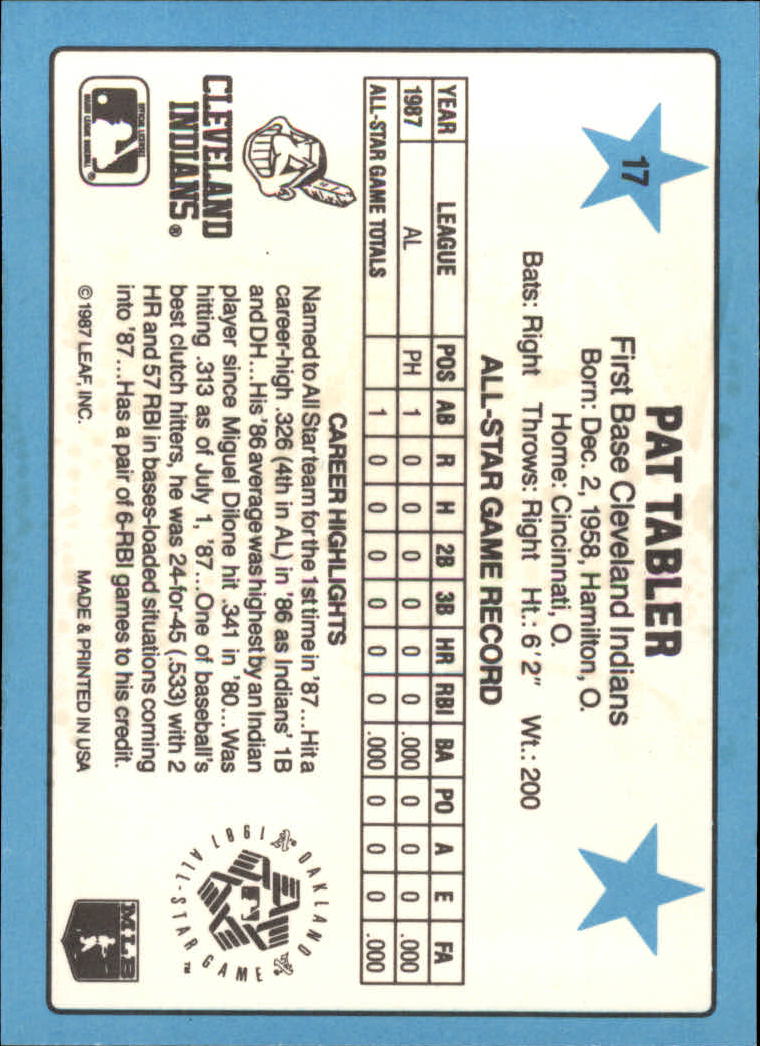 17
PAT TABLER
First Base Cleveland Indians
Born: Dec. 2, 1958, Hamilton, O.
Home: Cincinnati, O.
Bats: Right Throws: Right Ht.: 6'2" Wt.: 200
ALL-STAR GAME RECORD
YEAR LEAGUE POS AB R H 2B 3B HR RBI BA PO A E FA
1987 AL PH 1 0 0 0 0 0 0 .000 0 0 0 .000
ALL-STAR GAME TOTALS 1 0 0 0 0 0 0 .000 0 0 0 .000
CAREER HIGHLIGHTS
Named to All Star team for the 1st time in '87...Hit a
career-high .326 (4th in AL) in '86 as Indians' 1B
and DH...His '86 average was highest by an Indian
player since Miguel Dilone hit .341 in '80...Was
hitting .313 as of July 1, '87...One of baseball's
best clutch hitters, he was 24-for-45 (.533) with 2
HR and 57 RBI in bases-loaded situations coming
into '87...Has a pair of 6-RBI games to his credit.
CLEVELAND
INDIANS®
OFFICIAL LICENSEE
MAJOR LEAGUE BASEBALL ®
© 1987 LEAF, INC. MADE & PRINTED IN USA
OAKLAND
1987 ALL-STAR GAME TM
A's
MLB